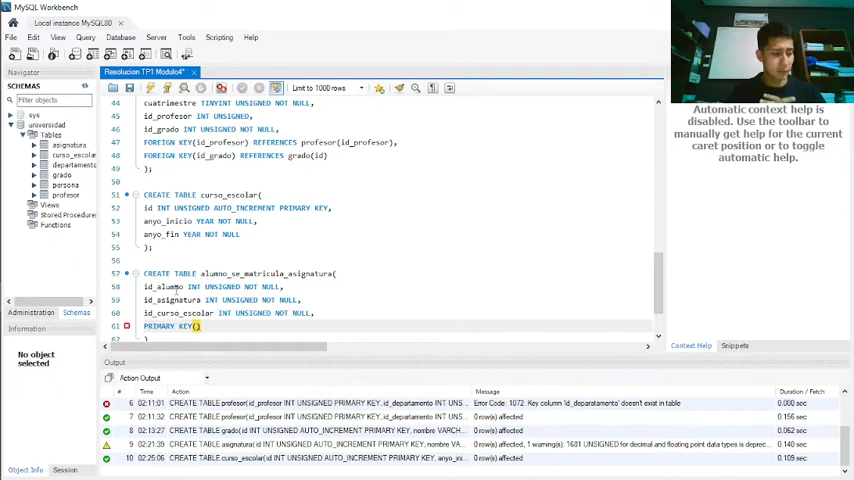 MySQL Workbench
Local instance MySQL80
File Edit View Query Database Server Tools Scripting Help
Navigator
SCHEMAS
Filter objects
sys
universidad
Tables
asignatura
curso_escolar
departamento
grado
persona
profesor
Views
Stored Procedures
Functions
Administration Schemas
Information
No object
selected
Object Info Session
Resolucion TP1 Modulo4*
Limit to 1000 rows
44 cuatrimestre TINYINT UNSIGNED NOT NULL,
45 id_profesor INT UNSIGNED,
46 id_grado INT UNSIGNED NOT NULL,
47 FOREIGN KEY(id_profesor) REFERENCES profesor(id_profesor),
48 FOREIGN KEY(id_grado) REFERENCES grado(id)
49 );
50
51 CREATE TABLE curso_escolar(
52 id INT UNSIGNED AUTO_INCREMENT PRIMARY KEY,
53 anyo_inicio YEAR NOT NULL,
54 anyo_fin YEAR NOT NULL
55 );
56
57 CREATE TABLE alumno_se_matricula_asignatura(
58 id_alumno INT UNSIGNED NOT NULL,
59 id_asignatura INT UNSIGNED NOT NULL,
60 id_curso_escolar INT UNSIGNED NOT NULL,
61 PRIMARY KEY()
62 )
Automatic context help is
disabled. Use the toolbar to
manually get help for the current
caret position or to toggle
automatic help.
Context Help Snippets
Output
Action Output
# Time Action Message Duration / Fetch
6 02:11:01 CREATE TABLE profesor(id_profesor INT UNSIGNED PRIMARY KEY, id_departamento INT UNS... Error Code: 1072. Key column 'id_deparatamento' doesn't exist in table 0.000 sec
7 02:11:32 CREATE TABLE profesor(id_profesor INT UNSIGNED PRIMARY KEY, id_departamento INT UNS... 0 row(s) affected 0.156 sec
8 02:13:27 CREATE TABLE grado(id INT UNSIGNED AUTO_INCREMENT PRIMARY KEY, nombre VARC... 0 row(s) affected 0.062 sec
9 02:21:39 CREATE TABLE asignatura(id INT UNSIGNED AUTO_INCREMENT PRIMARY KEY, nombre VA... 0 row(s) affected, 1 warning(s): 1681 UNSIGNED for decimal and floating point data types is deprec... 0.140 sec
10 02:25:06 CREATE TABLE curso_escolar(id INT UNSIGNED AUTO_INCREMENT PRIMARY KEY, anyo_ini... 0 row(s) affected 0.109 sec